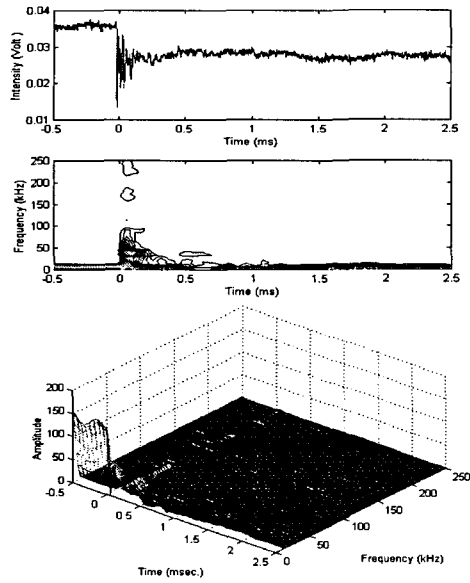 0.04
0.03
0.02
0.01
Intensity (Volt)
-0.5 0 0.5 1 1.5 2 2.5
Time (ms)
250
200
150
100
50
0
Frequency (kHz)
-0.5 0 0.5 1 1.5 2 2.5
Time (ms)
200
150
100
50
0
Amplitude
-0.5 0 0.5 1 1.5 2 2.5
Time (msec.)
0 50 100 150 200 250
Frequency (kHz)